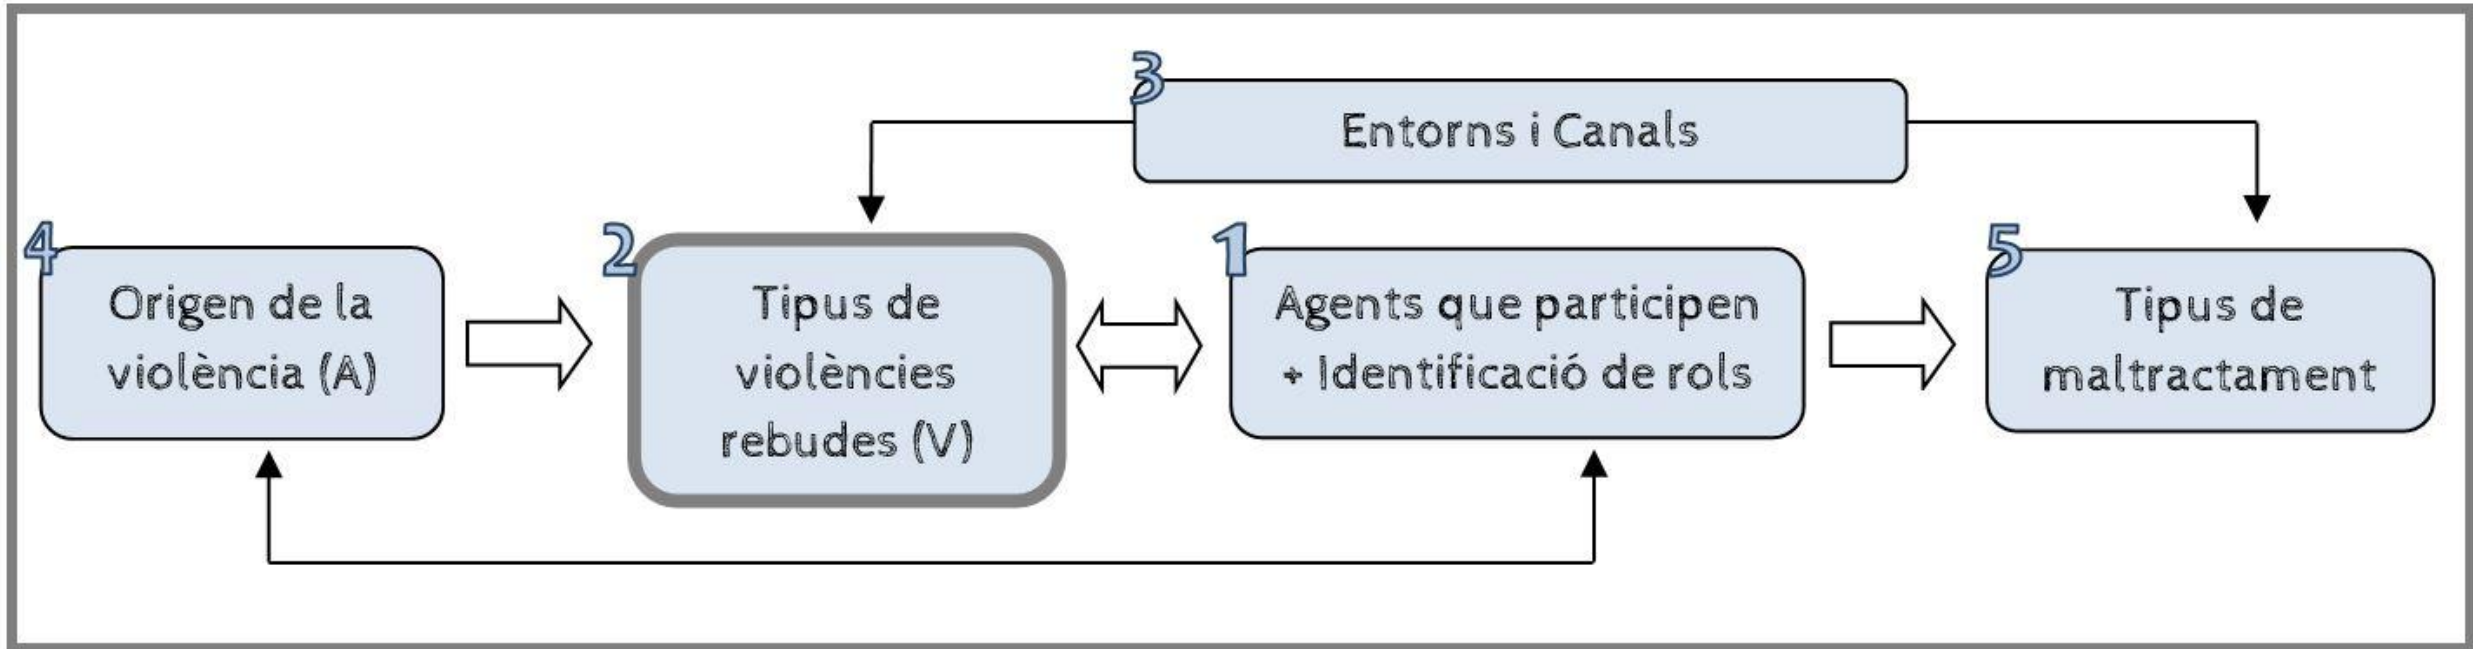 3
Entorns i Canals
4
Origen de la
violència (A)
2
Tipus de
violències
rebudes (V)
1
Agents que participen
+ Identificació de rols
5
Tipus de
maltractament